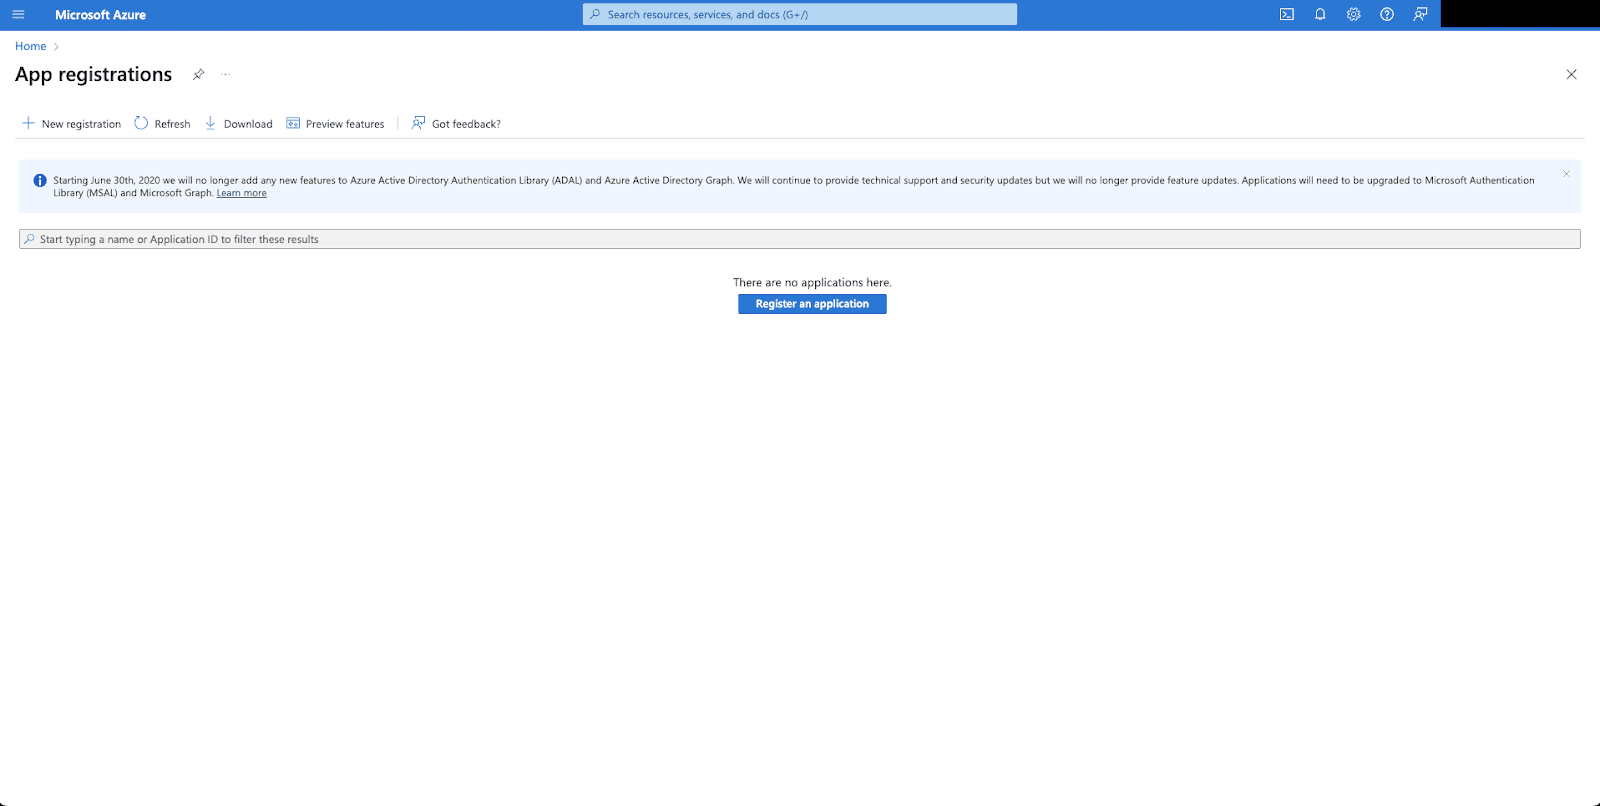 Microsoft Azure
Search resources, services, and docs (G+/)
Home
App registrations
New registration
Refresh
Download
Preview features
Got feedback?
Starting June 30th, 2020 we will no longer add any new features to Azure Active Directory Authentication Library (ADAL) and Azure Active Directory Graph. We will continue to provide technical support and security updates but we will no longer provide feature updates. Applications will need to be upgraded to Microsoft Authentication
Library (MSAL) and Microsoft Graph. Learn more
Start typing a name or Application ID to filter these results
There are no applications here.
Register an application